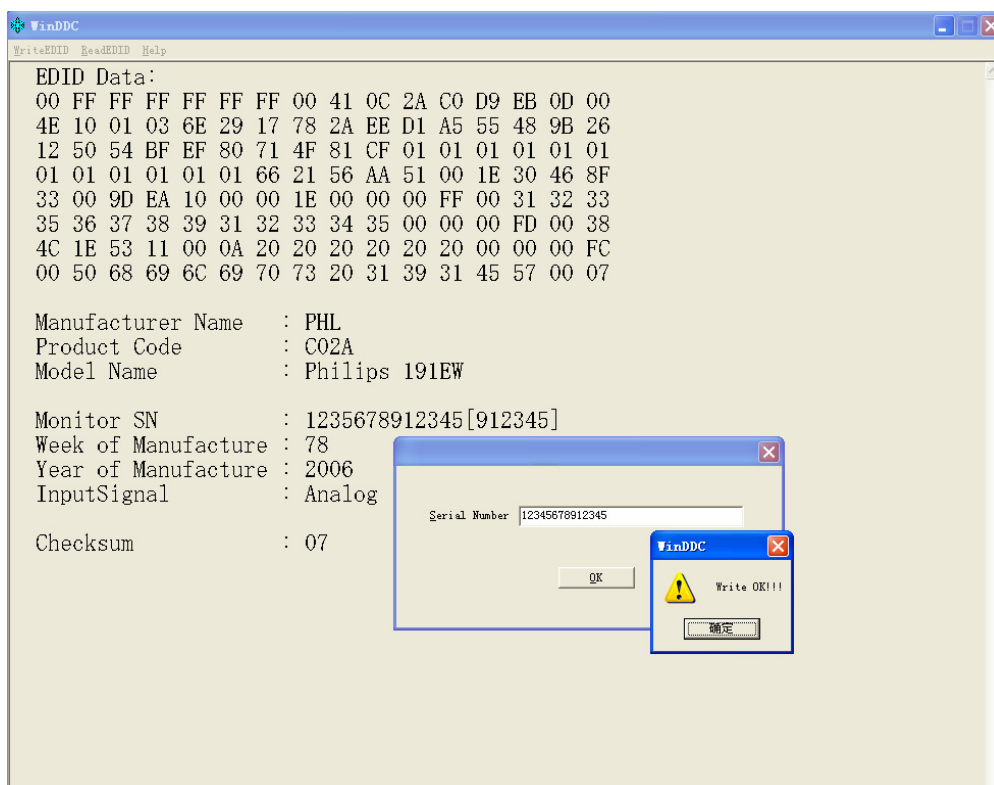 WinDDC
WriteEDID ReadEDID Help
EDID Data:
00 FF FF FF FF FF FF 00 41 0C 2A C0 D9 EB 0D 00
4E 10 01 03 6E 29 17 78 2A EE D1 A5 55 48 9B 26
12 50 54 BF EF 80 71 4F 81 CF 01 01 01 01 01 01
01 01 01 01 01 01 66 21 56 AA 51 00 1E 30 46 8F
33 00 9D EA 10 00 00 1E 00 00 00 FF 00 31 32 33
35 36 37 38 39 31 32 33 34 35 00 00 00 FD 00 38
4C 1E 53 11 00 0A 20 20 20 20 20 20 00 00 00 FC
00 50 68 69 6C 69 70 73 20 31 39 31 45 57 00 07
Manufacturer Name : PHL
Product Code : C02A
Model Name : Philips 191EW
Monitor SN : 1235678912345[912345]
Week of Manufacture : 78
Year of Manufacture : 2006
InputSignal : Analog
Checksum : 07
Serial Number 12345678912345
OK
WinDDC
Write OK!!!
确定